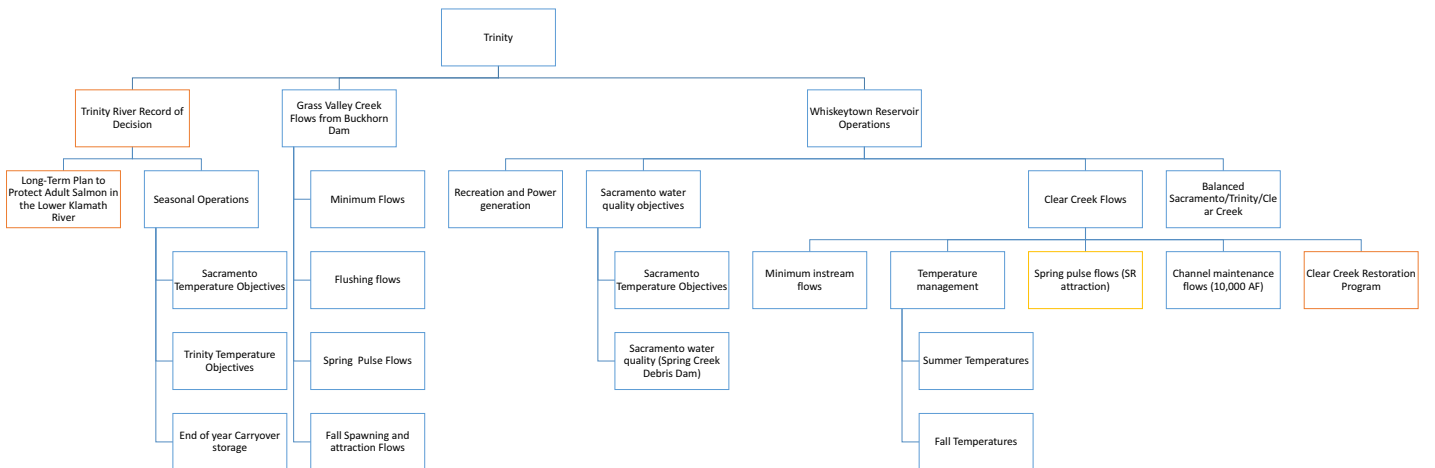 Trinity
Trinity River Record of
Decision
Grass Valley Creek
Flows from Buckhorn
Dam
Whiskeytown Reservoir
Operations
Long-Term Plan to
Protect Adult Salmon in
the Lower Klamath
River
Seasonal Operations
Minimum Flows
Recreation and Power
generation
Sacramento water
quality objectives
Clear Creek Flows
Balanced
Sacramento/Trinity/Cle
ar Creek
Sacramento
Temperature Objectives
Flushing flows
Sacramento
Temperature Objectives
Minimum instream
flows
Temperature
management
Spring pulse flows (SR
attraction)
Channel maintenance
flows (10,000 AF)
Clear Creek Restoration
Program
Trinity Temperature
Objectives
Spring Pulse Flows
Sacramento water
quality (Spring Creek
Debris Dam)
Summer Temperatures
End of year Carryover
storage
Fall Spawning and
attraction Flows
Fall Temperatures